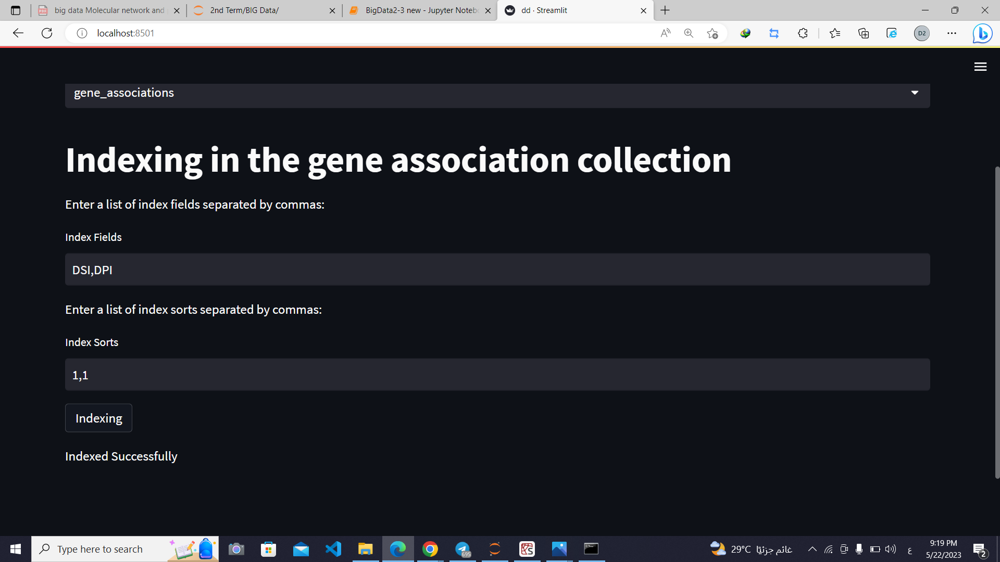 big data Molecular network and
2nd Term/BIG Data/
BigData2-3 new - Jupyter Noteb
dd · Streamlit
localhost:8501
D2
gene_associations
Indexing in the gene association collection
Enter a list of index fields separated by commas:
Index Fields
DSI,DPI
Enter a list of index sorts separated by commas:
Index Sorts
1,1
Indexing
Indexed Successfully
Type here to search
695
29°C غائم جزئيًا
ع
9:19 PM
5/22/2023
2